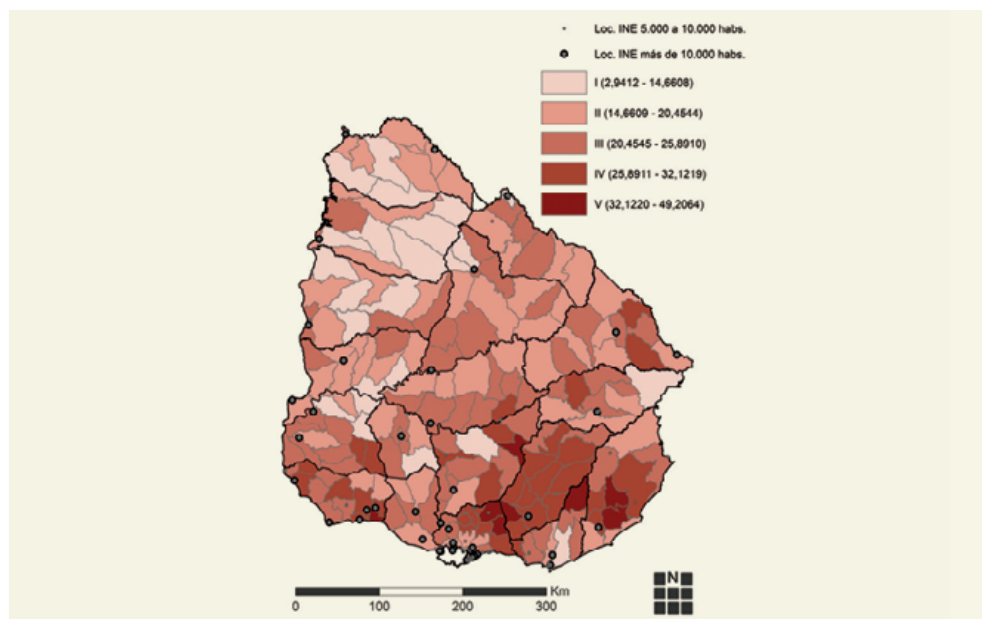 Loc. INE 5.000 a 10.000 habs.
Loc. INE más de 10.000 habs.
I (2,9412 - 14,6608)
II (14,6609 - 20,4544)
III (20,4545 - 25,8910)
IV (25,8911 - 32,1219)
V (32,1220 - 49,2064)
Km
0 100 200 300
N